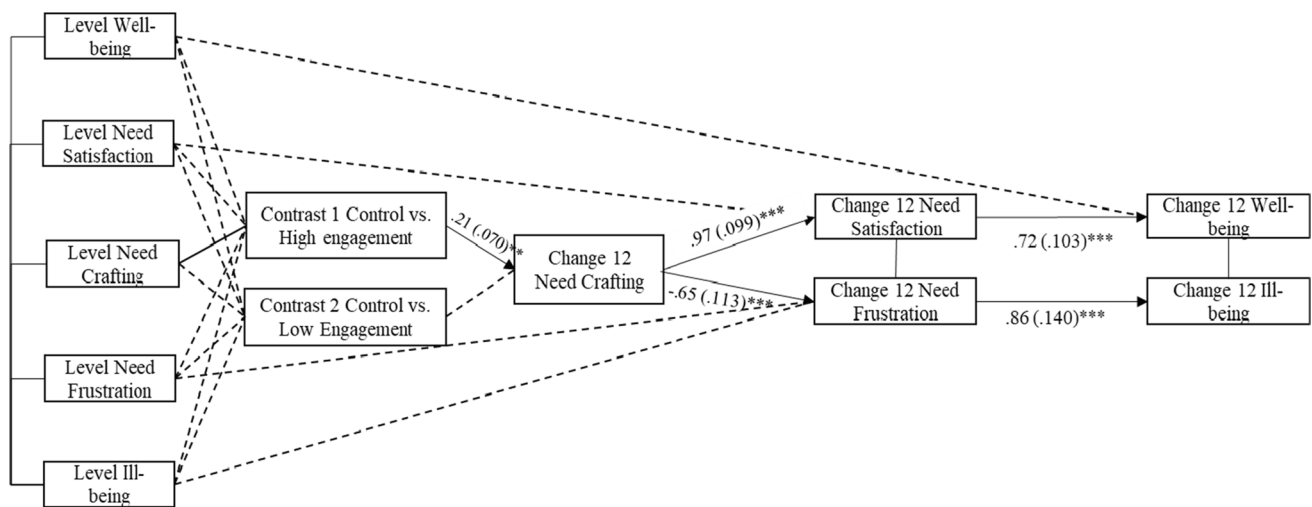 Level Well-
being
Level Need
Satisfaction
Level Need
Crafting
Level Need
Frustration
Level Ill-
being
Contrast 1 Control vs.
High engagement
Contrast 2 Control vs.
Low Engagement
.21 (.070)**
Change 12
Need Crafting
.97 (.099)***
-.65 (.113)***
Change 12 Need
Satisfaction
Change 12 Need
Frustration
.72 (.103)***
.86 (.140)***
Change 12 Well-
being
Change 12 Ill-
being